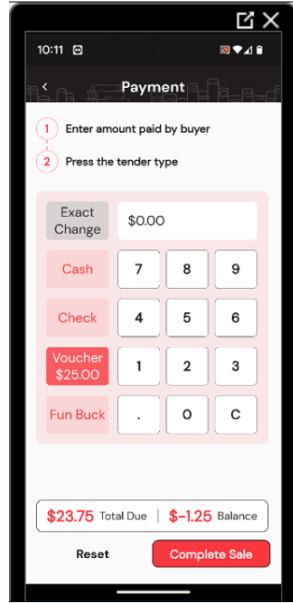 10:11
Payment
1 Enter amount paid by buyer
2 Press the tender type
Exact
Change
$0.00
Cash 7 8 9
Check 4 5 6
Voucher
$25.00
1 2 3
Fun Buck . 0 C
$23.75 Total Due | $-1.25 Balance
Reset Complete Sale